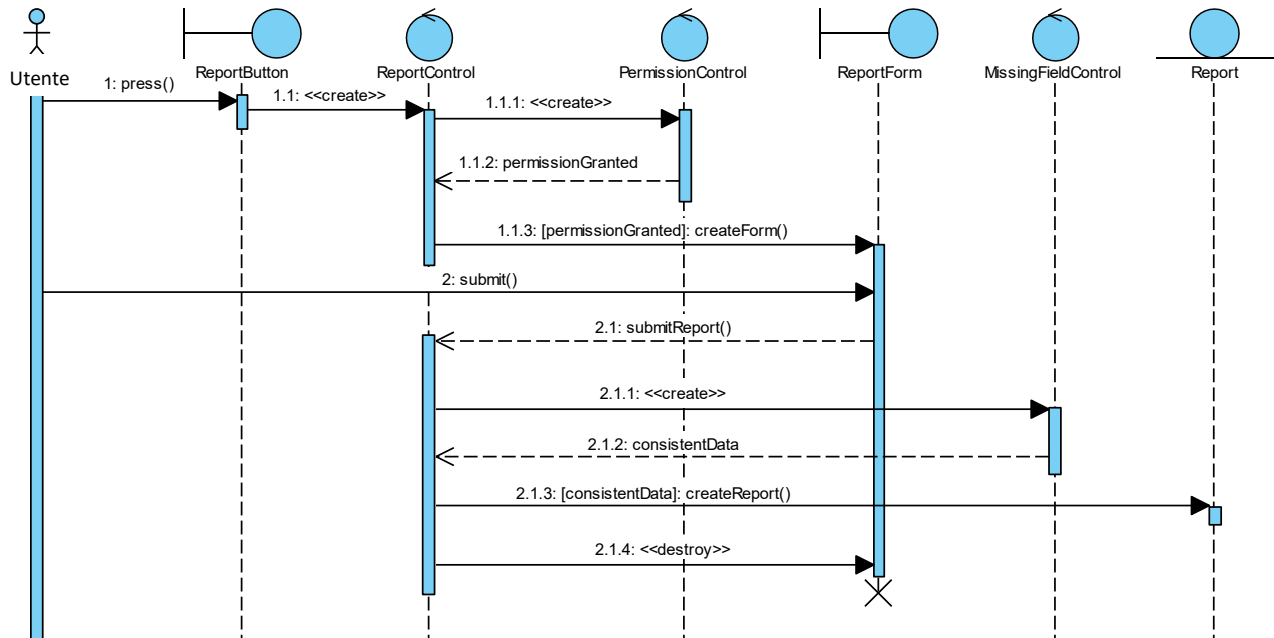 Utente
ReportButton
ReportControl
PermissionControl
ReportForm
MissingFieldControl
Report
1: press()
1.1: <<create>>
1.1.1: <<create>>
1.1.2: permissionGranted
1.1.3: [permissionGranted]: createForm()
2: submit()
2.1: submitReport()
2.1.1: <<create>>
2.1.2: consistentData
2.1.3: [consistentData]: createReport()
2.1.4: <<destroy>>